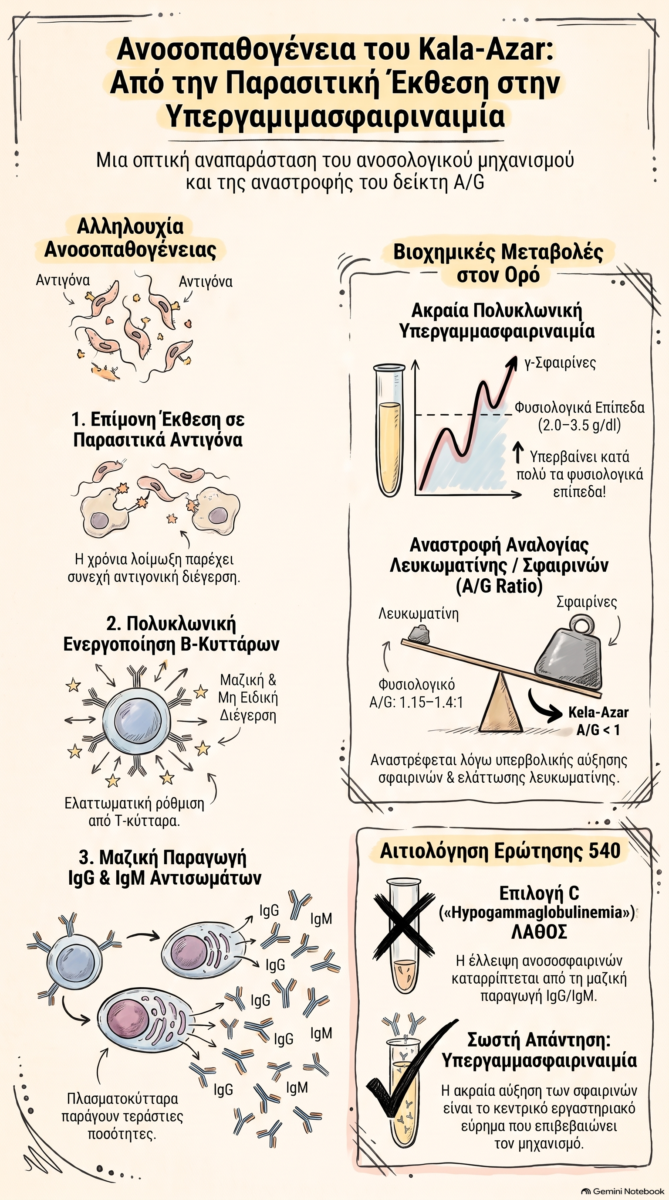 Ανοσοπαθογένεια του Kala-Azar:
Από την Παρασιτική Έκθεση στην
Υπεργαμιμασφαιριναιμία
Μια οπτική αναπαράσταση του ανοσολογικού μηχανισμού
και της αναστροφής του δείκτη A/G
Αλληλουχία
Ανοσοπαθογένειας
Αντιγόνα
Αντιγόνα
1. Επίμονη Έκθεση σε
Παρασιτικά Αντιγόνα
Η χρόνια λοίμωξη παρέχει
συνεχή αντιγονική διέγερση.
2. Πολυκλωνική
Ενεργοποίηση Β-Κυττάρων
Μαζική &
Μη Ειδική
Διέγερση
Ελαττωματική ρόθμιση
από Τ-κύτταρα.
3. Μαζική Παραγωγή
IgG & IgM Αντισωμάτων
IgG
IgM
IgG
IgG
IgG
IgM
IgG
IgM
Πλασματοκύτταρα
παράγουν τεράστιες
ποσότητες.
Βιοχημικές Μεταβολές
στον Ορό
Ακραία Πολυκλωνική
Υπεργαμμασφαιριναιμία
γ-Σφαιρίνες
Φυσιολογικά Επίπεδα
(2.0–3.5 g/dl)
Υπερβαίνει κατά
πολύ τα φυσιολογικά
επίπεδα!
Αναστροφή Αναλογίας
Λευκωματίνης / Σφαιρινών
(A/G Ratio)
Λευκωματίνη
Σφαιρίνες
Φυσιολογικό
A/G: 1.15–1.4:1
Kela-Azar
A/G < 1
Αναστρέφεται λόγω υπερβολικής αύξησης
σφαιρινών & ελάττωσης λευκωματίνης.
Αιτιολόγηση Ερώτησης 540
Επιλογή C
(«Hypogammaglobulinemia»):
ΛΑΘΟΣ
Η έλλειψη ανοσοσφαιρινών
καταρρίπτεται από τη μαζική
παραγωγή IgG/IgM.
Σωστή Απάντηση:
Υπεργαμμασφαιριναιμία
Η ακραία αύξηση των σφαιρινών
είναι το κεντρικό εργαστηριακό
εύρημα που επιβεβαιώνει
τον μηχανισμό.
Gemini Notebook